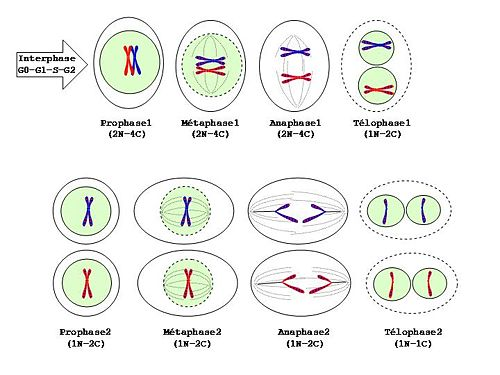 Interphase
G0-G1-S-G2
Prophase1
(2N-4C)
Métaphase1
(2N-4C)
Anaphase1
(2N-4C)
Télophase1
(1N-2C)
Prophase2
(1N-2C)
Métaphase2
(1N-2C)
Anaphase2
(1N-2C)
Télophase2
(1N-1C)